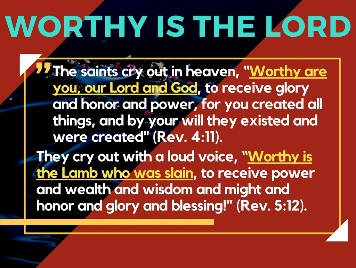 WORTHY IS THE LORD
"The saints cry out in heaven, "Worthy are
you, our Lord and God, to receive glory
and honor and power, for you created all
things, and by your will they existed and
were created" (Rev. 4:11).
They cry out with a loud voice, "Worthy is
the Lamb who was slain, to receive power
and wealth and wisdom and might and
honor and glory and blessing!" (Rev. 5:12).